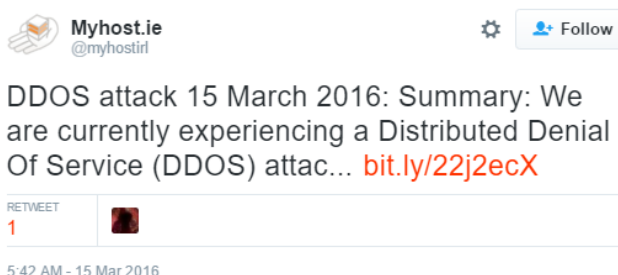 Myhost.ie
@myhostirl
Follow
DDOS attack 15 March 2016: Summary: We
are currently experiencing a Distributed Denial
Of Service (DDOS) attac... bit.ly/22j2ecX
RETWEET
1
5:42 AM - 15 Mar 2016